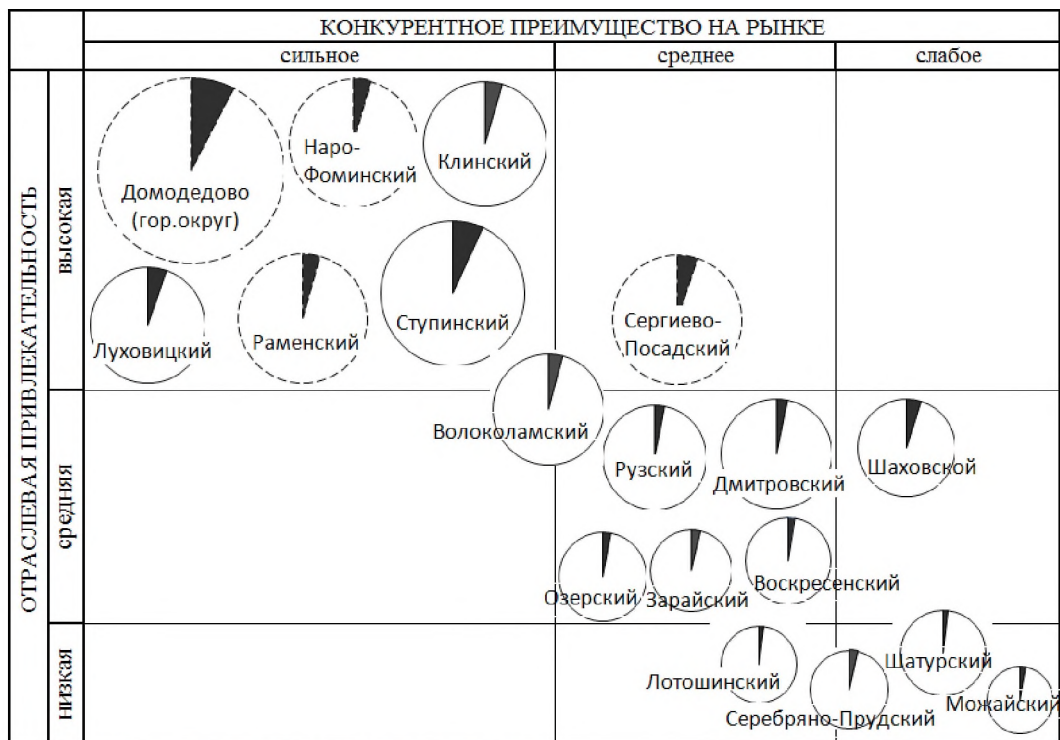 КОНКУРЕНТНОЕ ПРЕИМУЩЕСТВО НА РЫНКЕ
сильное
среднее
слабое
ОТРАСЛЕВАЯ ПРИВЛЕКАТЕЛЬНОСТЬ
высокая
Домодедово
(гор.округ)
Наро-
Фоминский
Клинский
Луховицкий
Раменский
Ступинский
Сергиево-
Посадский
Волоколамский
средняя
Рузский
Дмитровский
Шаховской
Озерский
Зарайский
Воскресенский
низкая
Лотошинский
Серебряно-Прудский
Шатурский
Можайский